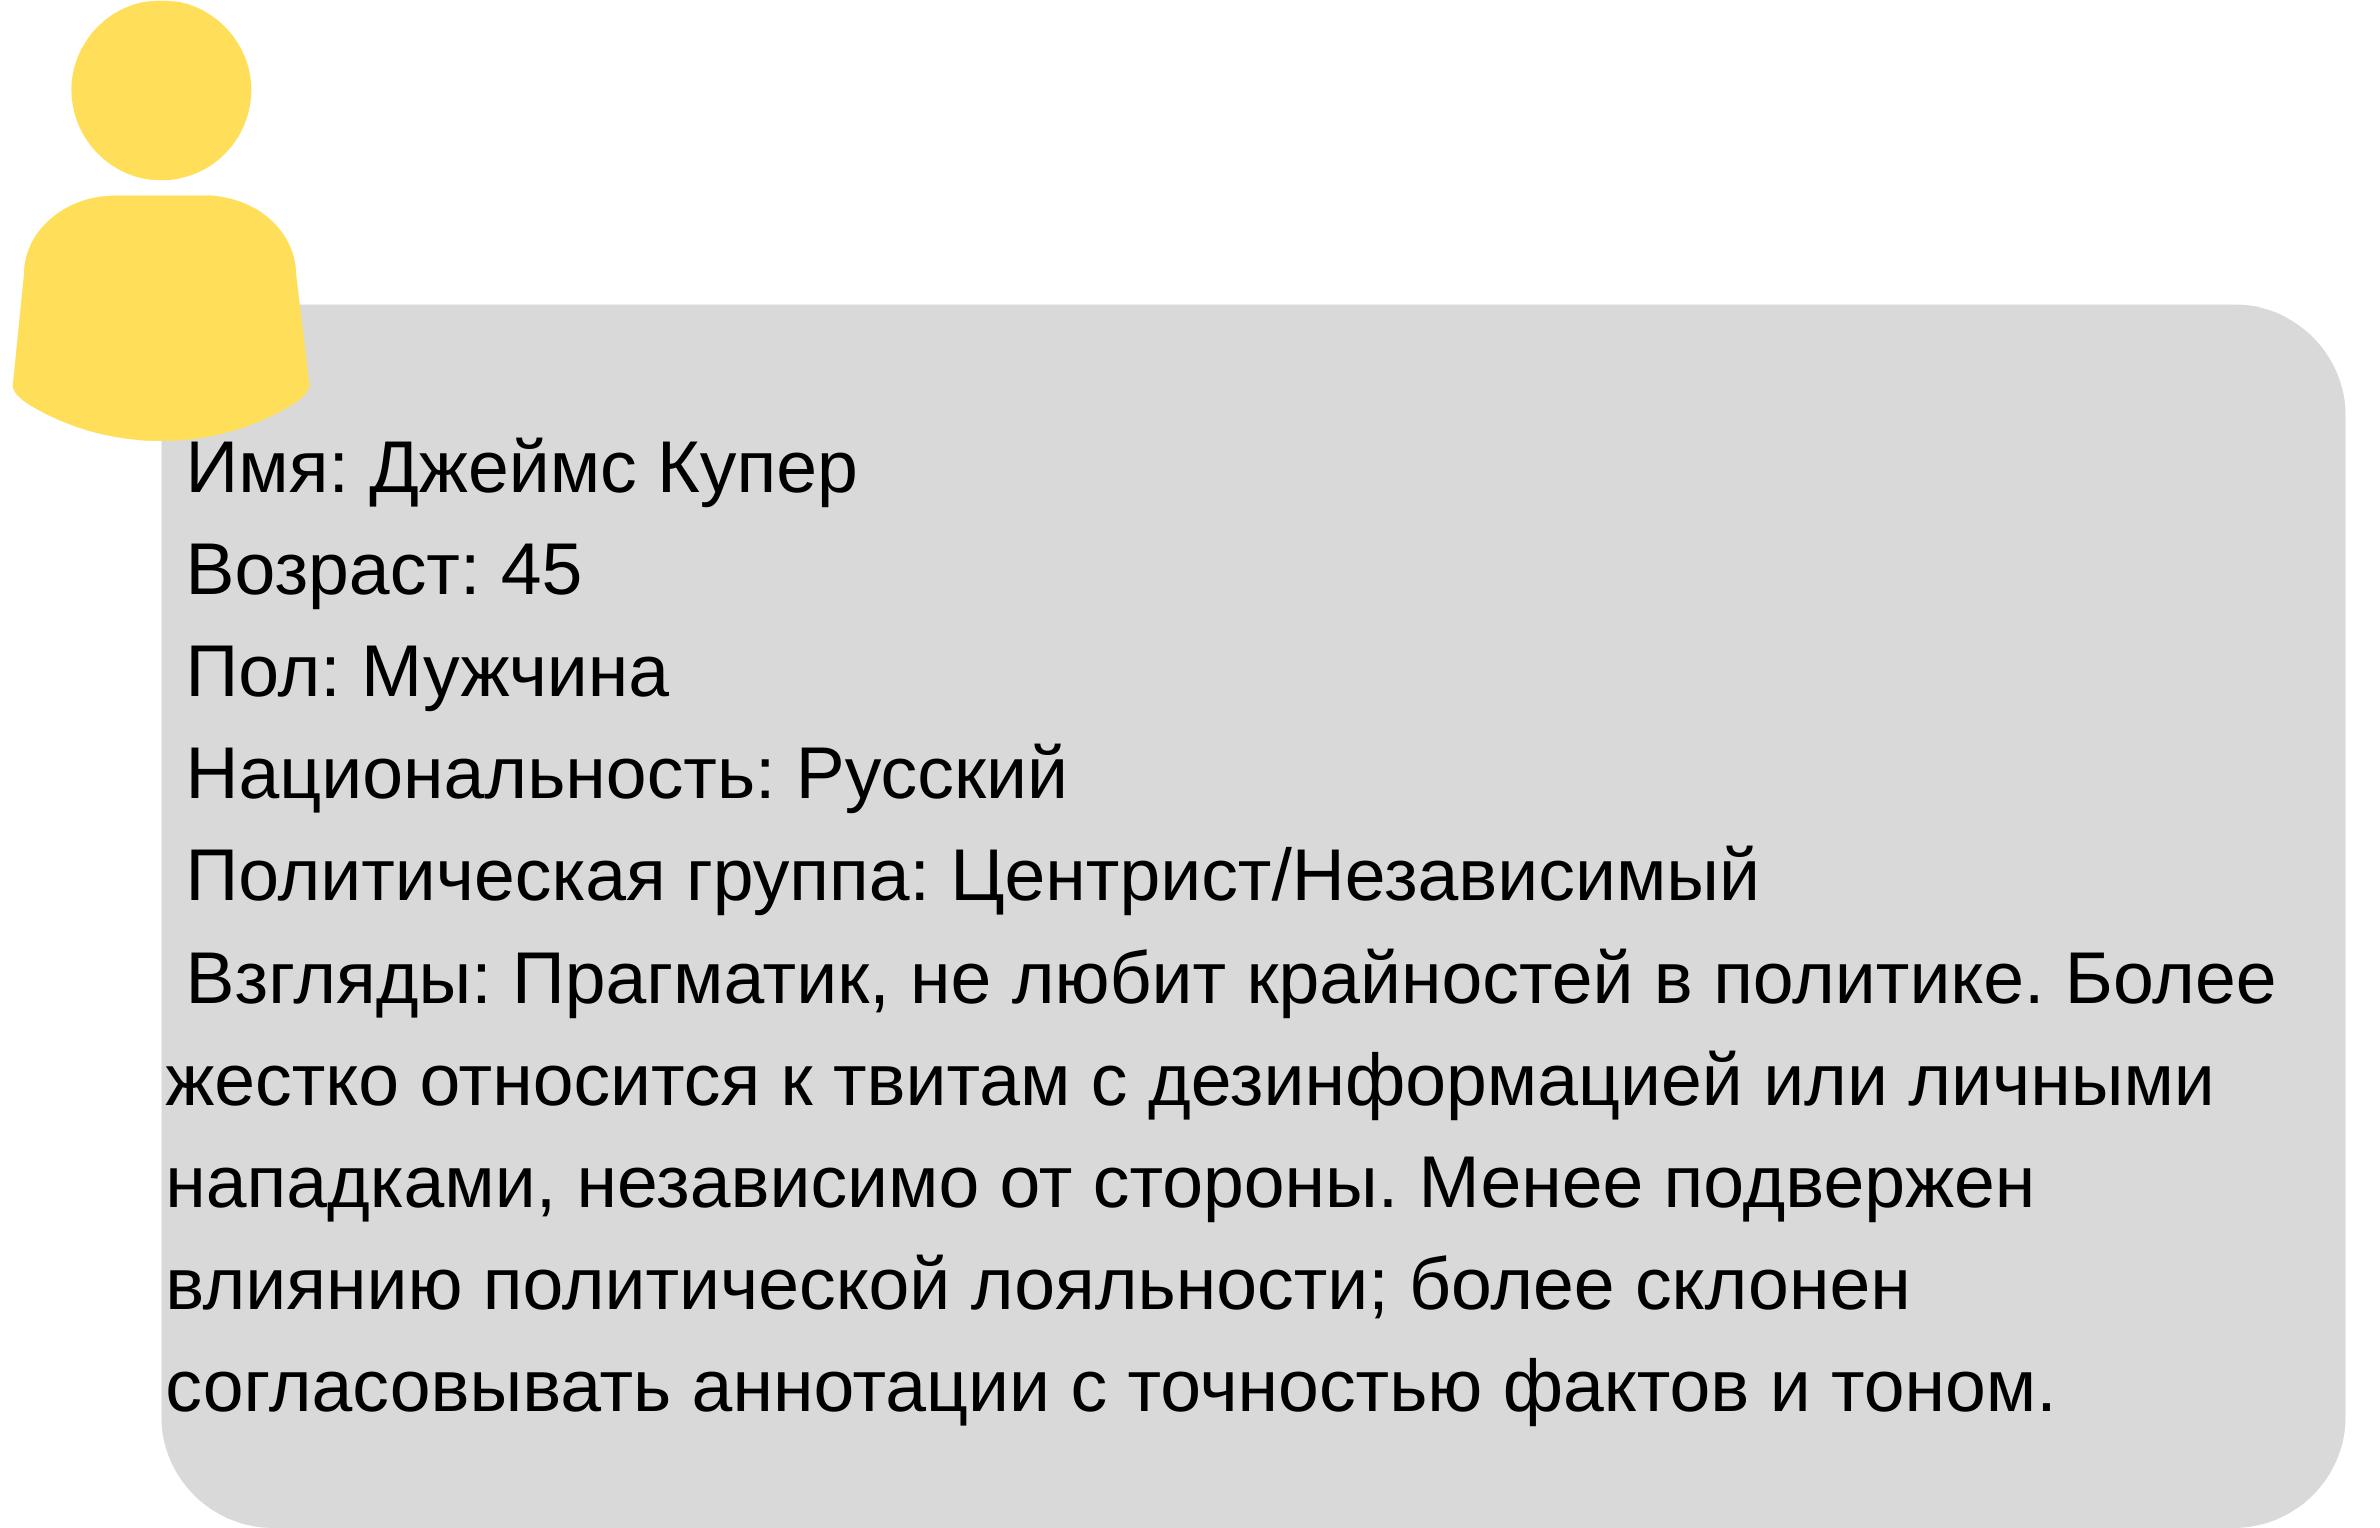 Имя: Джеймс Купер
Возраст: 45
Пол: Мужчина
Национальность: Русский
Политическая группа: Центрист/Независимый
Взгляды: Прагматик, не любит крайностей в политике. Более
жестко относится к твитам с дезинформацией или личными
нападками, независимо от стороны. Менее подвержен
влиянию политической лояльности; более склонен
согласовывать аннотации с точностью фактов и тоном.